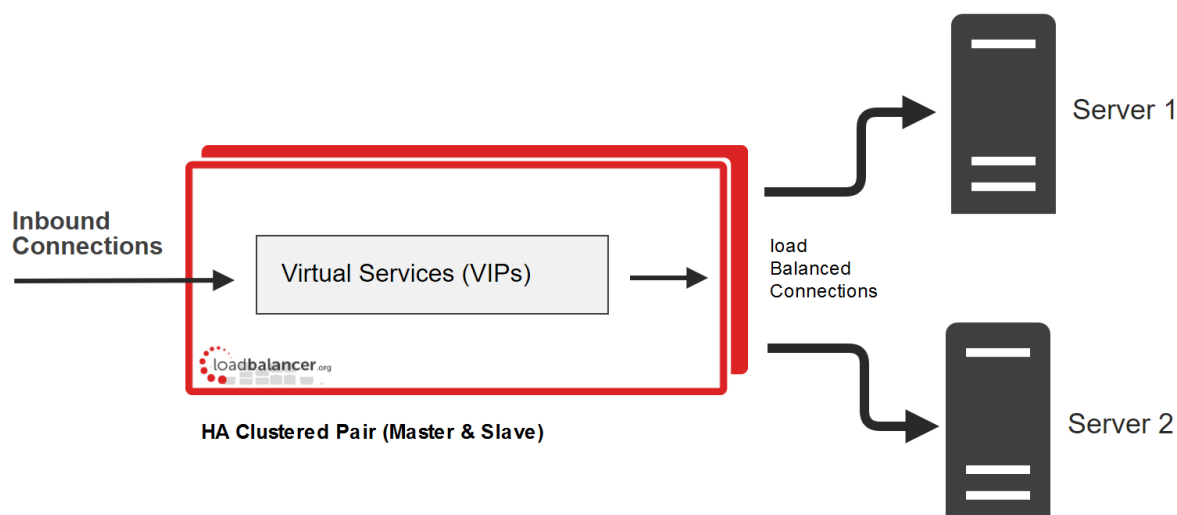 Inbound
Connections
Virtual Services (VIPs)
loadbalancer.org
HA Clustered Pair (Master & Slave)
load
Balanced
Connections
Server 1
Server 2